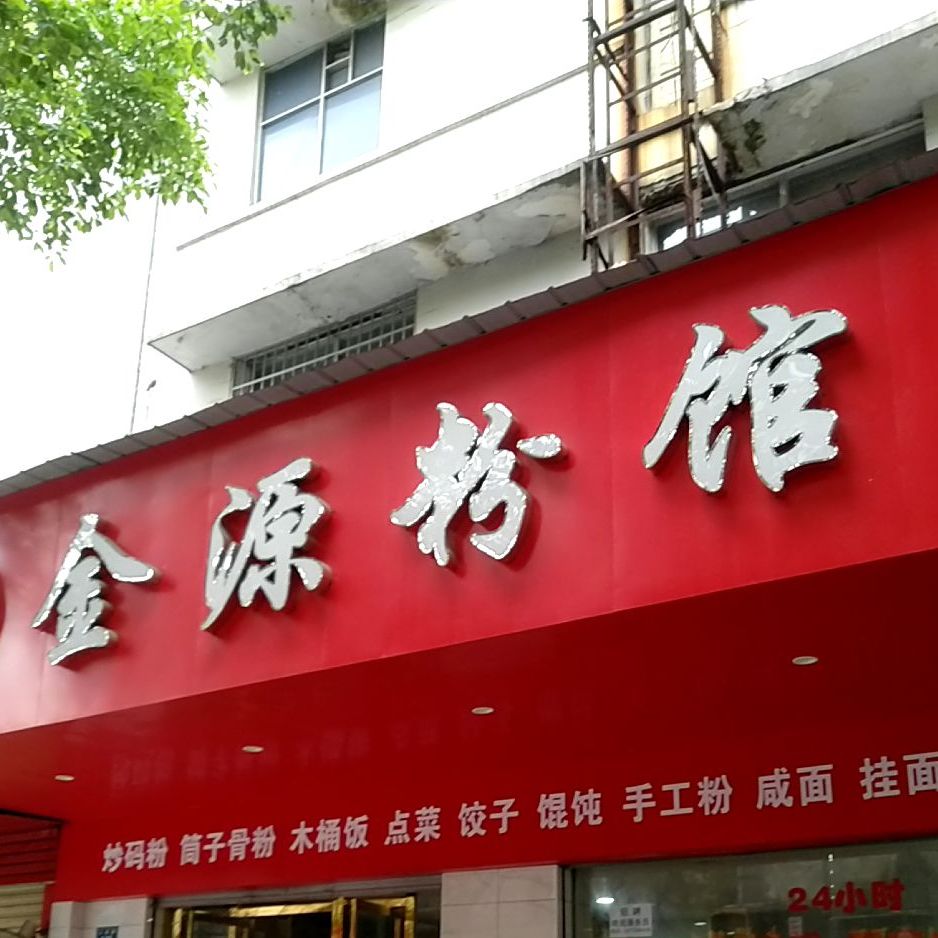 金源粉馆
炒码粉 筒子骨粉 木桶饭 点菜 饺子 馄饨 手工粉 咸面 挂面
24小时